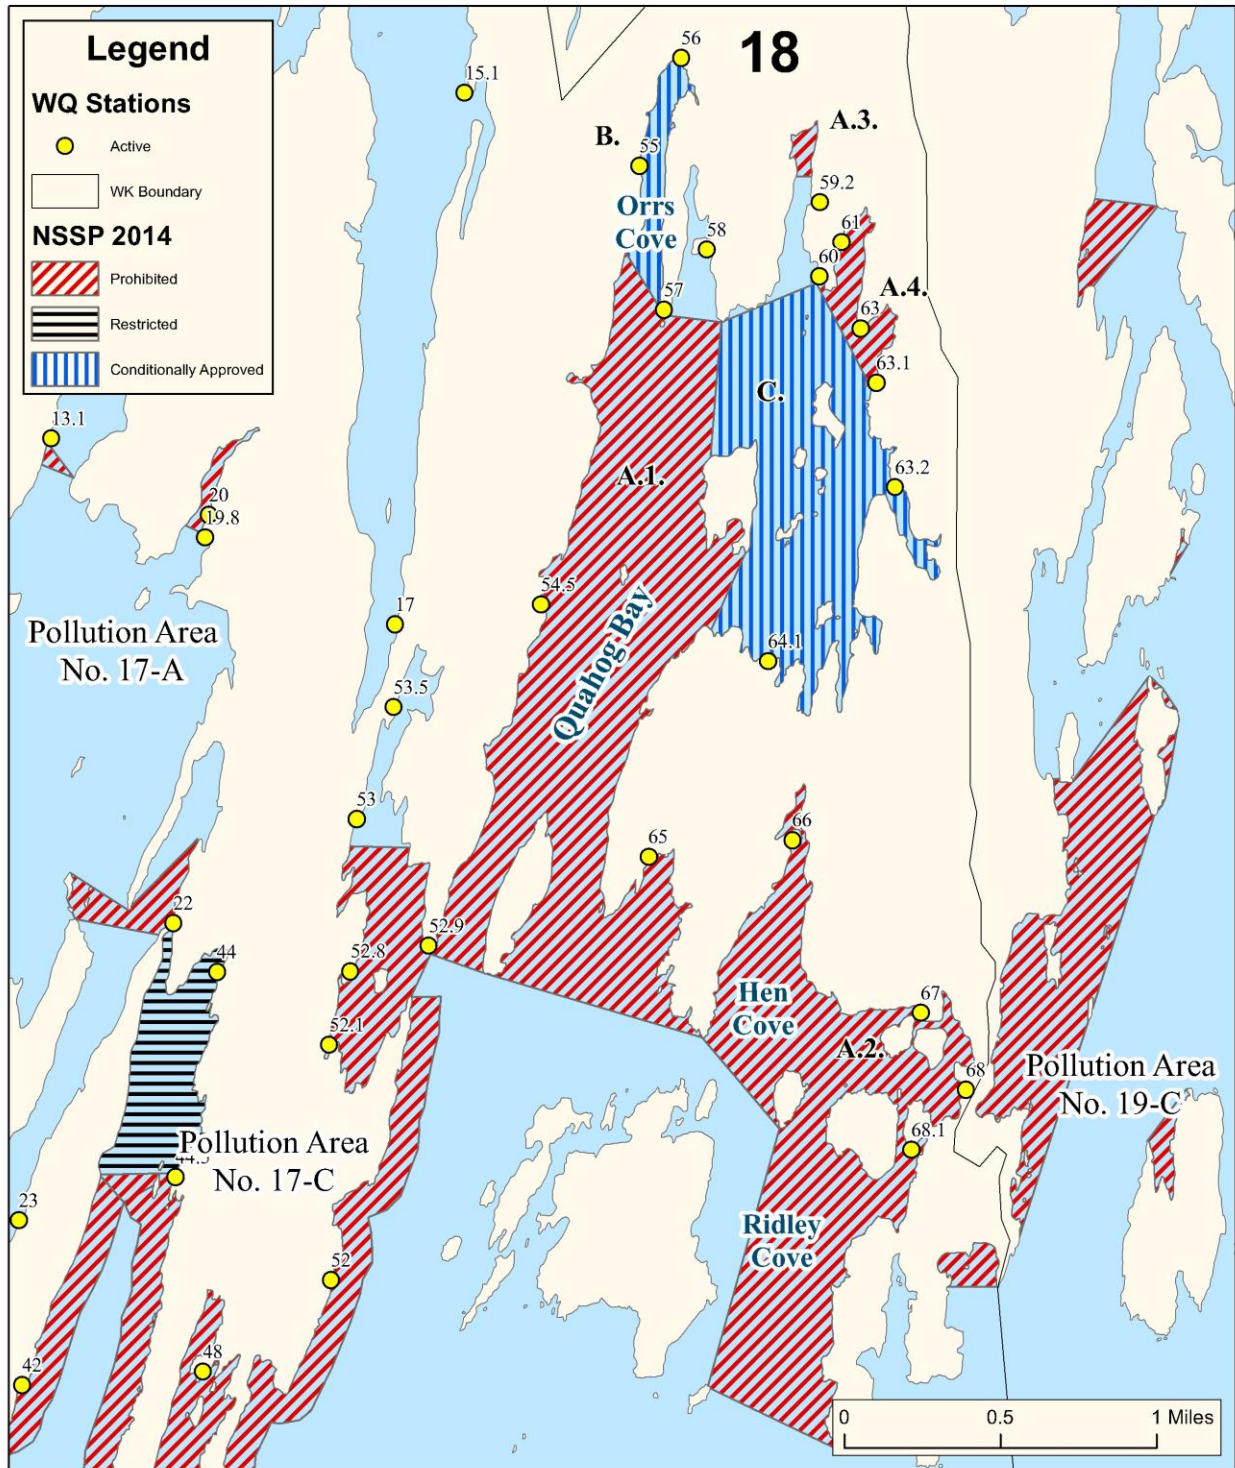 Legend
WQ Stations
Active
WK Boundary
NSSP 2014
Prohibited
Restricted
Conditionally Approved
18
56
15.1
A.3.
B.
55
59.2
Orrs
Cove
58
61
60
A.4.
57
63
63.1
C.
13.1
A.1.
63.2
20
19.8
54.5
17
Pollution Area
No. 17-A
Quahog Bay
64.1
53.5
53
65
66
22
52.9
44
52.8
Hen
Cove
67
52.1
A.2.
68
Pollution Area
No. 19-C
Pollution Area
No. 17-C
68.1
23
Ridley
Cove
52
48
42
0 0.5 1 Miles